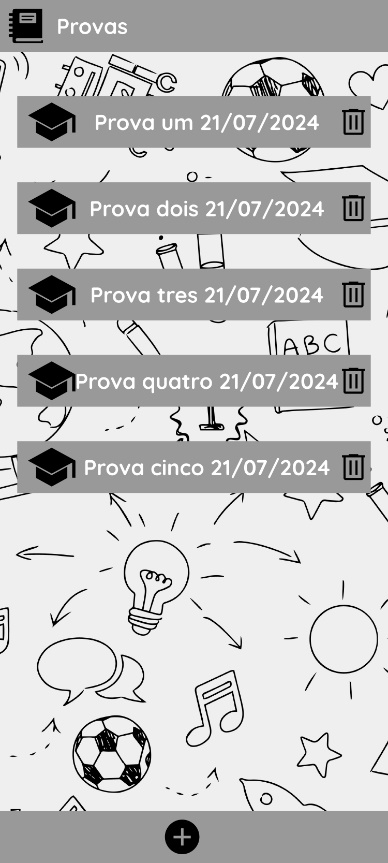 Provas
Prova um 21/07/2024
Prova dois 21/07/2024
Prova tres 21/07/2024
ABC
Prova quatro 21/07/2024
Prova cinco 21/07/2024